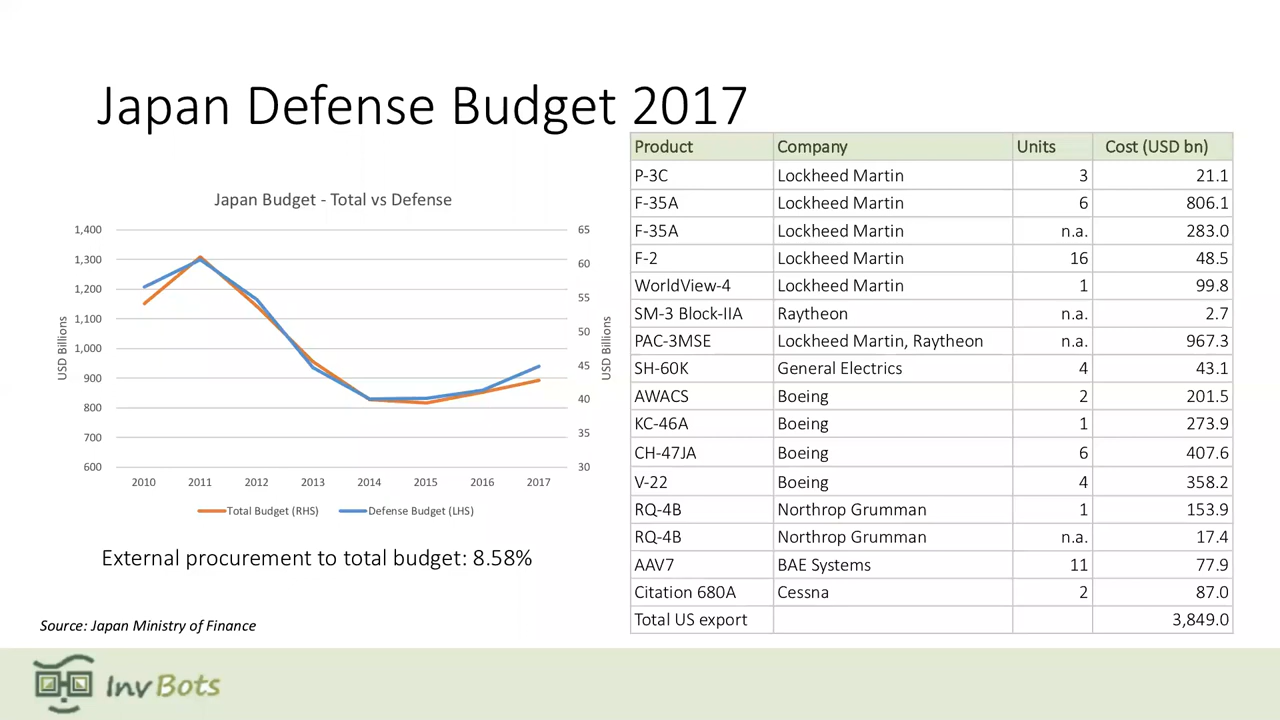 Japan Defense Budget 2017
Japan Budget - Total vs Defense
1,400
1,300
1,200
1,100
1,000
900
800
700
600
USD Billions
65
60
55
50
45
40
35
30
USD Billions
2010 2011 2012 2013 2014 2015 2016 2017
Total Budget (RHS) Defense Budget (LHS)
External procurement to total budget: 8.58%
Source: Japan Ministry of Finance
Product Company Units Cost (USD bn)
P-3C Lockheed Martin 3 21.1
F-35A Lockheed Martin 6 806.1
F-35A Lockheed Martin n.a. 283.0
F-2 Lockheed Martin 16 48.5
WorldView-4 Lockheed Martin 1 99.8
SM-3 Block-IIA Raytheon n.a. 2.7
PAC-3MSE Lockheed Martin, Raytheon n.a. 967.3
SH-60K General Electrics 4 43.1
AWACS Boeing 2 201.5
KC-46A Boeing 1 273.9
CH-47JA Boeing 6 407.6
V-22 Boeing 4 358.2
RQ-4B Northrop Grumman 1 153.9
RQ-4B Northrop Grumman n.a. 17.4
AAV7 BAE Systems 11 77.9
Citation 680A Cessna 2 87.0
Total US export 3,849.0
InvBots